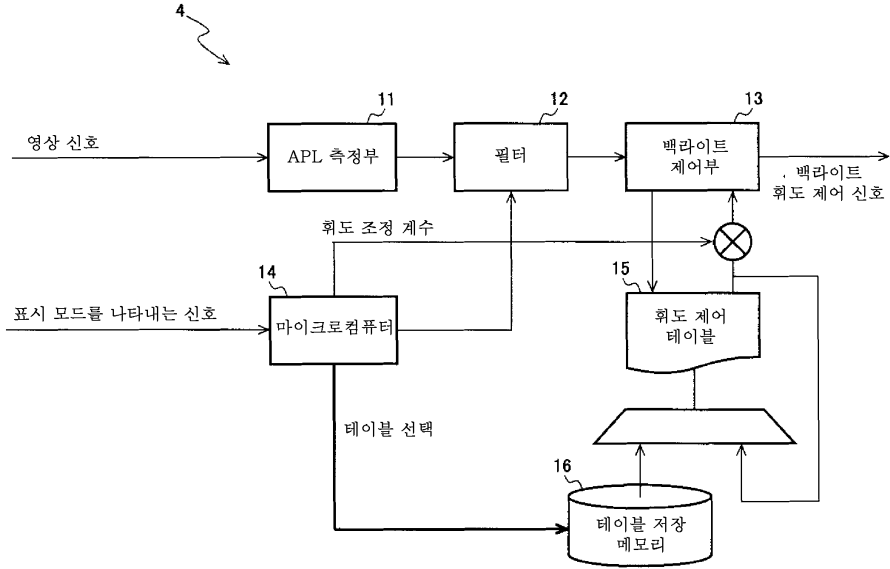 4
11
12
13
영상 신호
APL 측정부
필터
백라이트
제어부
백라이트
휘도 제어 신호
휘도 조정 계수
14
15
표시 모드를 나타내는 신호
마이크로컴퓨터
휘도 제어
테이블
테이블 선택
16
테이블 저장
메모리